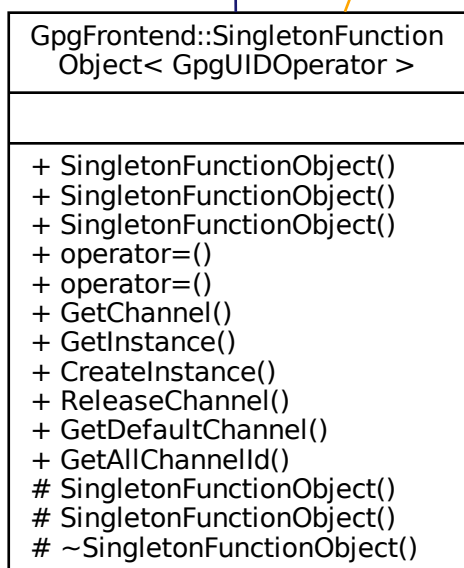 GpgFrontend::SingletonFunction
Object< GpgUIDOperator >
+ SingletonFunctionObject()
+ SingletonFunctionObject()
+ SingletonFunctionObject()
+ operator=()
+ operator=()
+ GetChannel()
+ GetInstance()
+ CreateInstance()
+ ReleaseChannel()
+ GetDefaultChannel()
+ GetAllChannelId()
# SingletonFunctionObject()
# SingletonFunctionObject()
# ~SingletonFunctionObject()